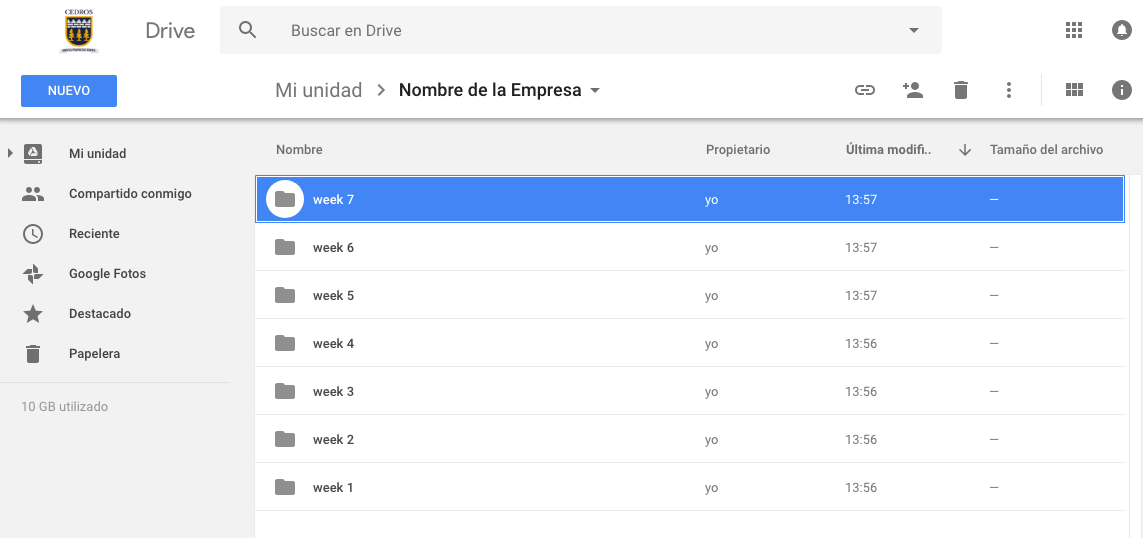 CEDROS
Drive
Buscar en Drive
NUEVO
Mi unidad
Nombre de la Empresa
Mi unidad
Compartido conmigo
Reciente
Google Fotos
Destacado
Papelera
10 GB utilizado
Nombre Propietario Última modifi.. Tamaño del archivo
week 7 yo 13:57 —
week 6 yo 13:57 —
week 5 yo 13:57 —
week 4 yo 13:56 —
week 3 yo 13:56 —
week 2 yo 13:56 —
week 1 yo 13:56 —